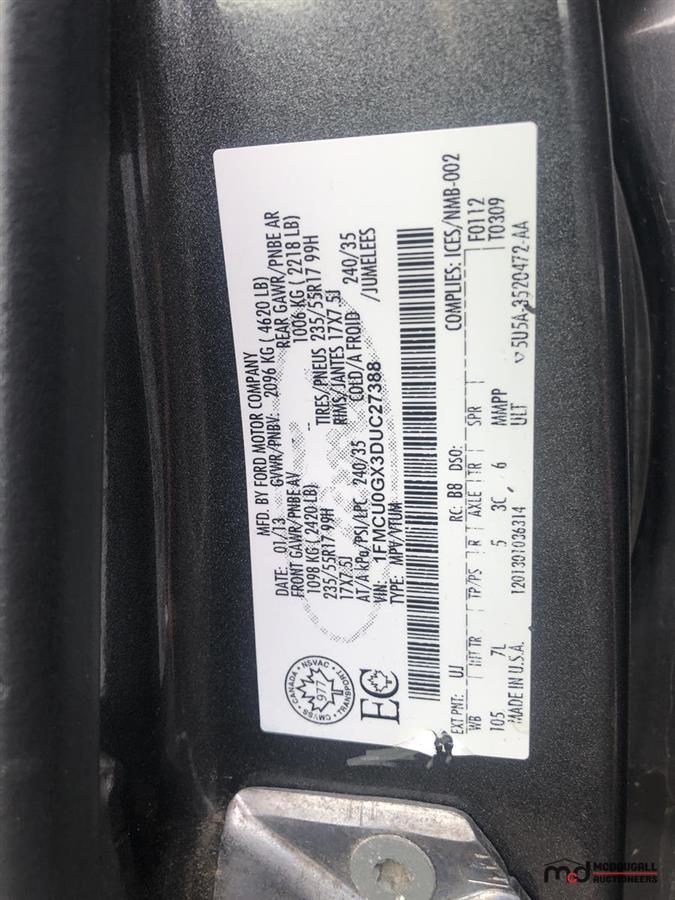 MFD. BY FORD MOTOR COMPANY
DATE: 01/13 GVWR/PNBV: 2096 KG ( 4620 LB)
FRONT GAWR/PNBE AV REAR GAWR/PNBE AR
1098 KG (2420 LB) 1006 KG ( 2218 LB)
235/55R17 99H TIRES/PNEUS 235/55R17 99H
17X7.5J RIMS/JANTES 17X7.5J
AT/A kPa/PSI/LPC 240/35 COLD/A FROID 240/35
VIN: 1FMCU0GX3DUC27388 /JUMELEES
TYPE: MPV/VTUM
CANADA · NSVAC · TRANSPORT · CMVSS
977
EC
COMPLIES: ICES/NMB-002
EXT PNT: UJ RC: B8 DSO: F0112
WB INT TR TP/PS R AXLE TR SPR T0309
105 7L 5 3C 6 MMPP
MADE IN U.S.A. 1201301036314 ULT 5U5A-3520472-AA
mcd MCDOUGALL
AUCTIONEERS